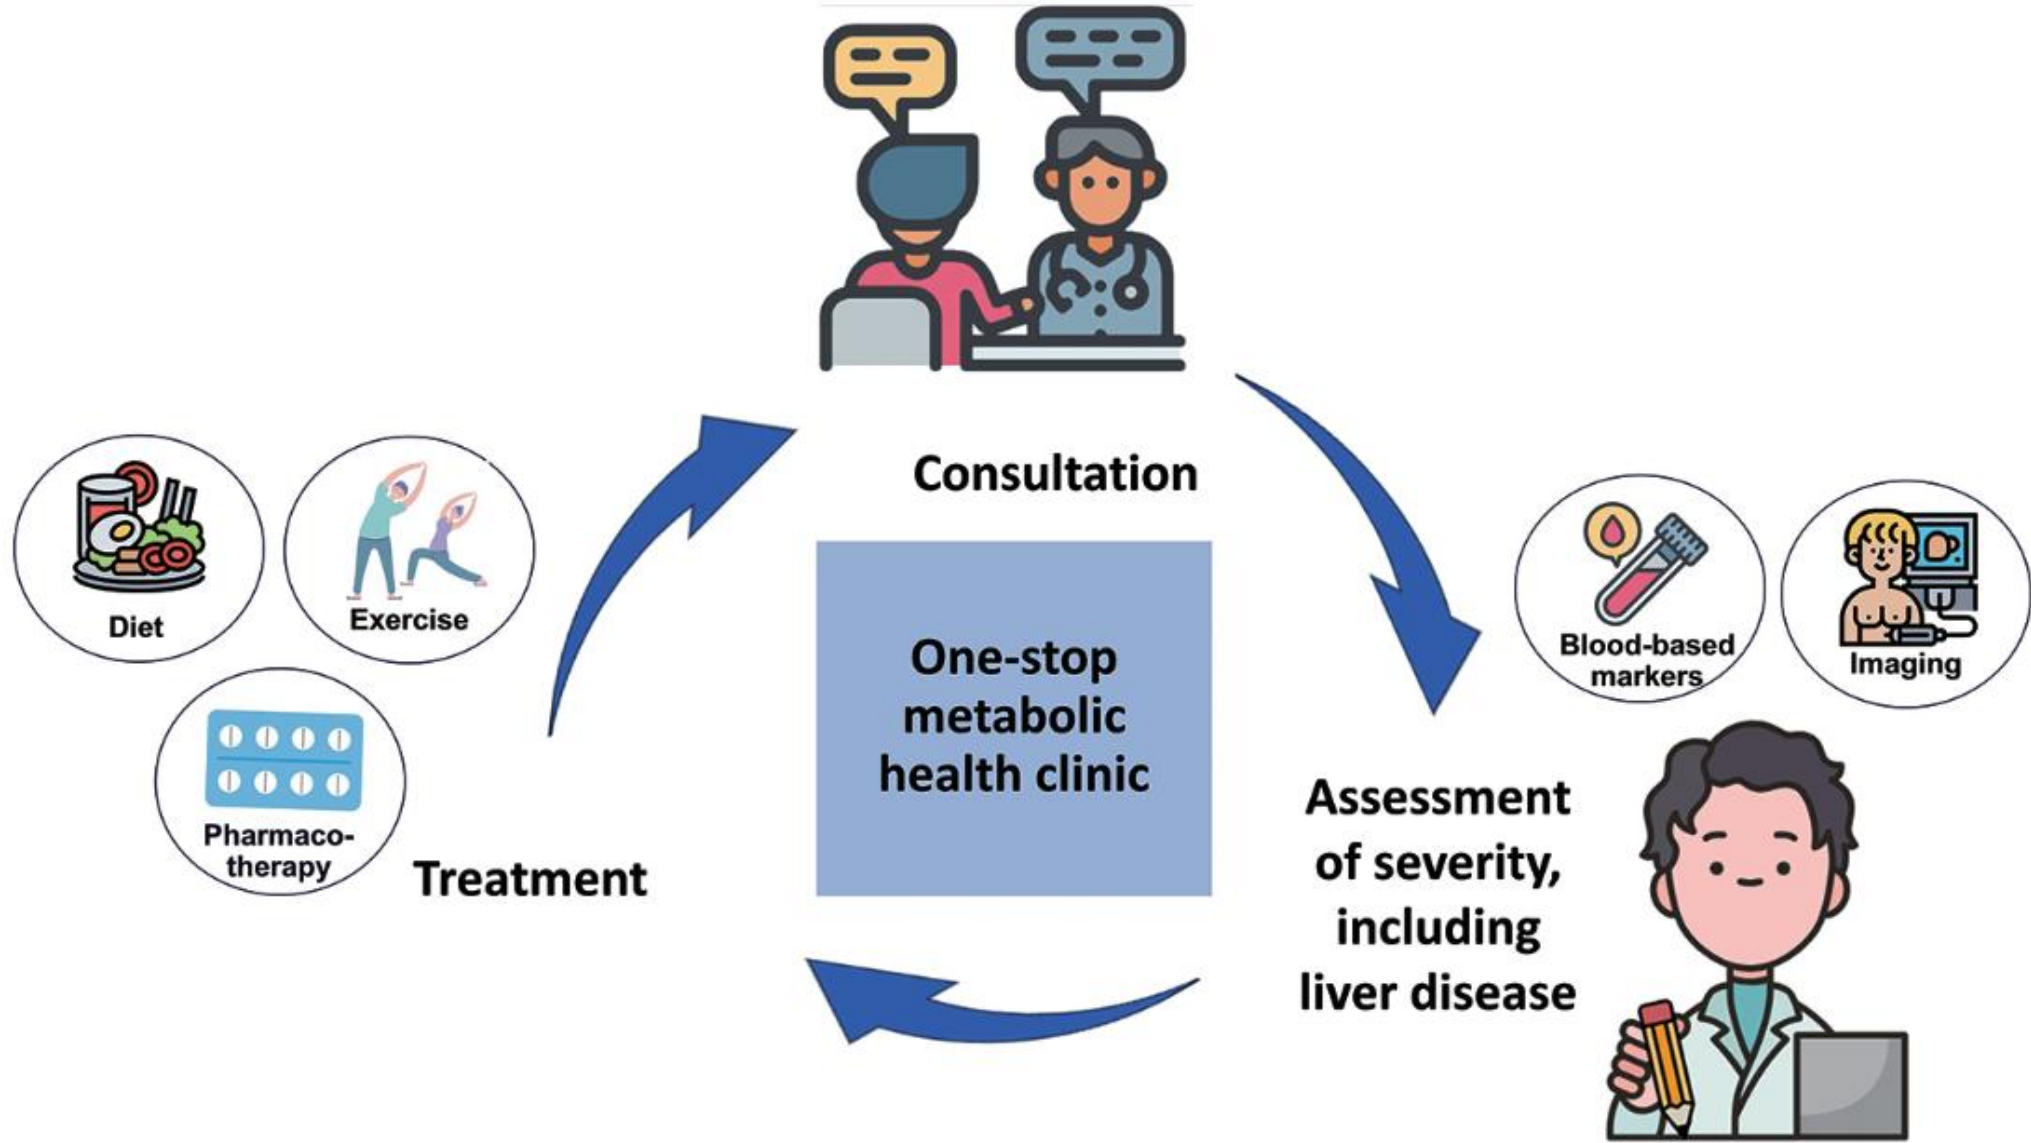 Consultation
One-stop
metabolic
health clinic
Diet
Exercise
Pharmaco-
therapy
Treatment
Blood-based
markers
Imaging
Assessment
of severity,
including
liver disease